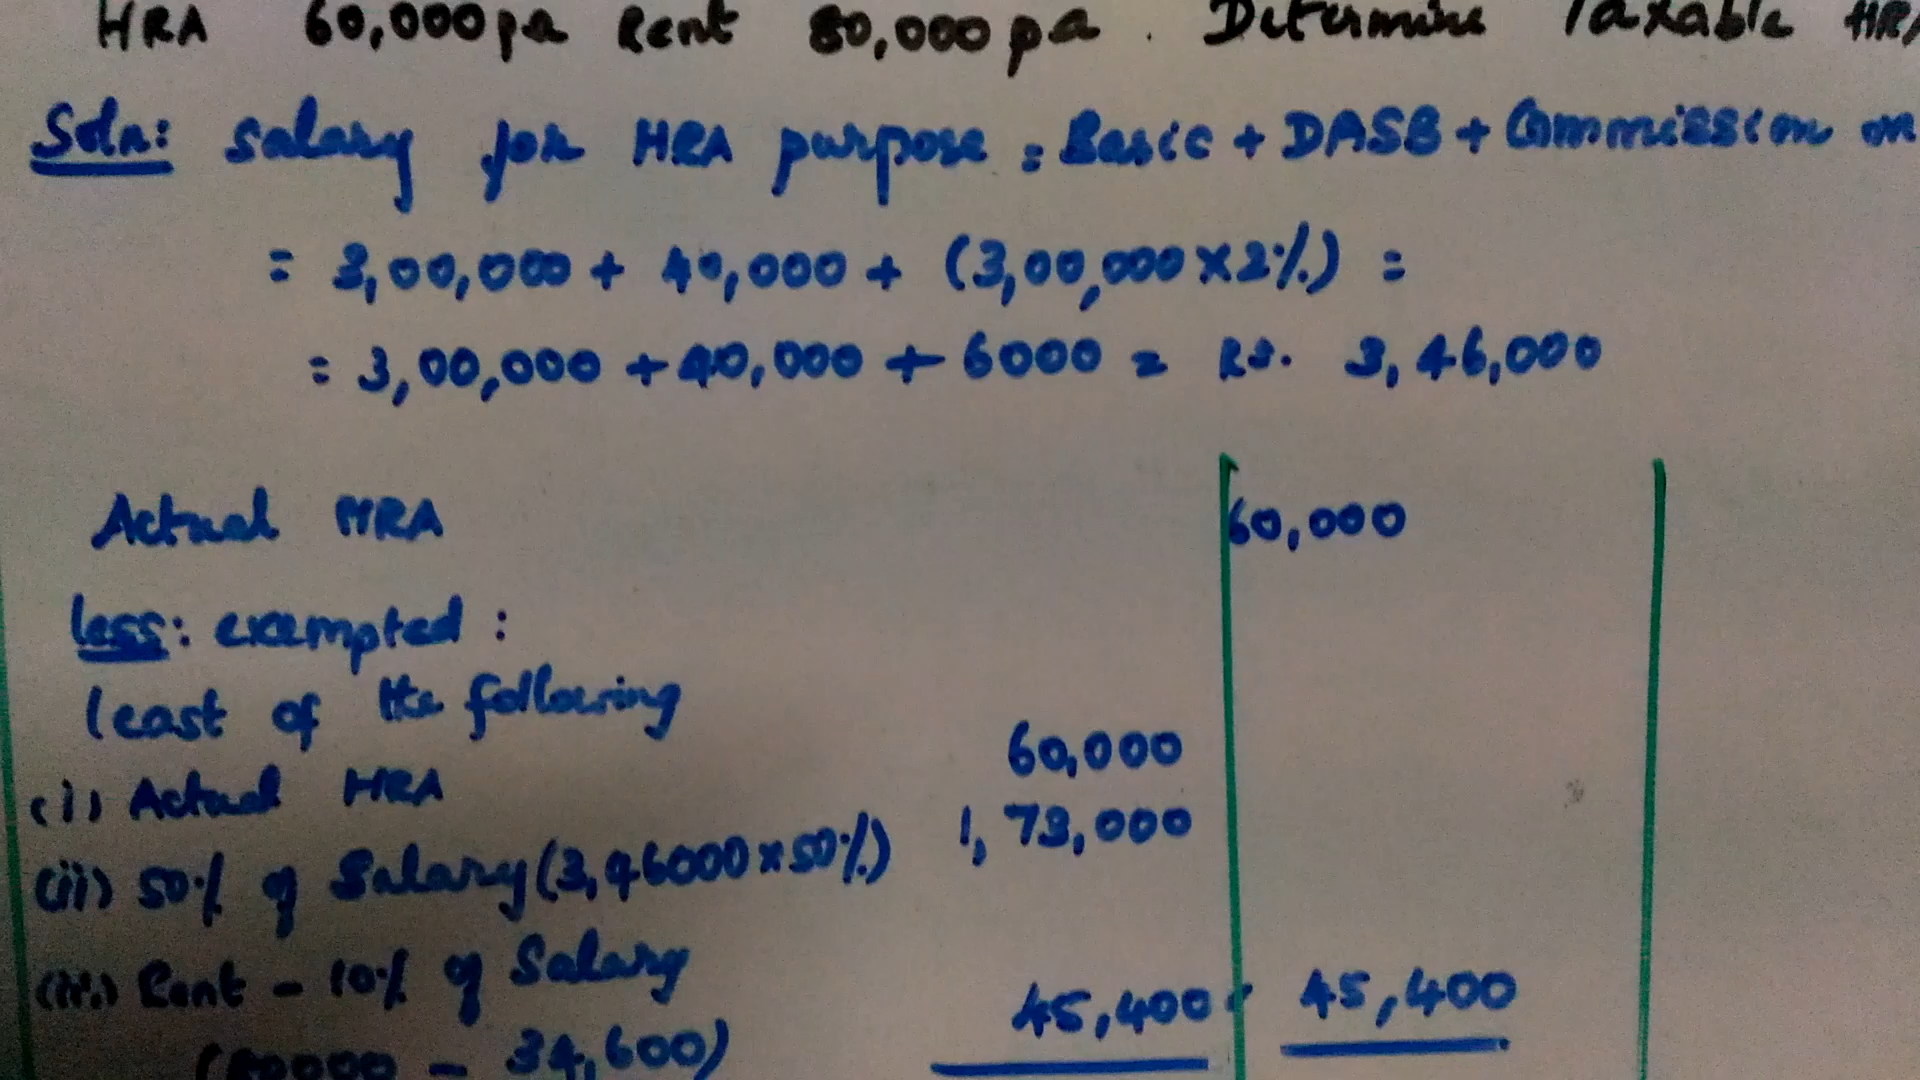 HRA 60,000 pa Rent 80,000 pa . Determine Taxable HRA
Soln: Salary for HRA purpose = Basic + DASB + Commission on
= 3,00,000 + 40,000 + (3,00,000 x 2%) =
= 3,00,000 + 40,000 + 6000 = Rs. 3,46,000
Actual HRA 60,000
Less: exempted :
least of the following
(i) Actual HRA 60,000
(ii) 50% of Salary (3,46000 x 50%) 1,73,000
(iii) Rent - 10% of Salary 45,400 45,400
(80000 - 34,600)